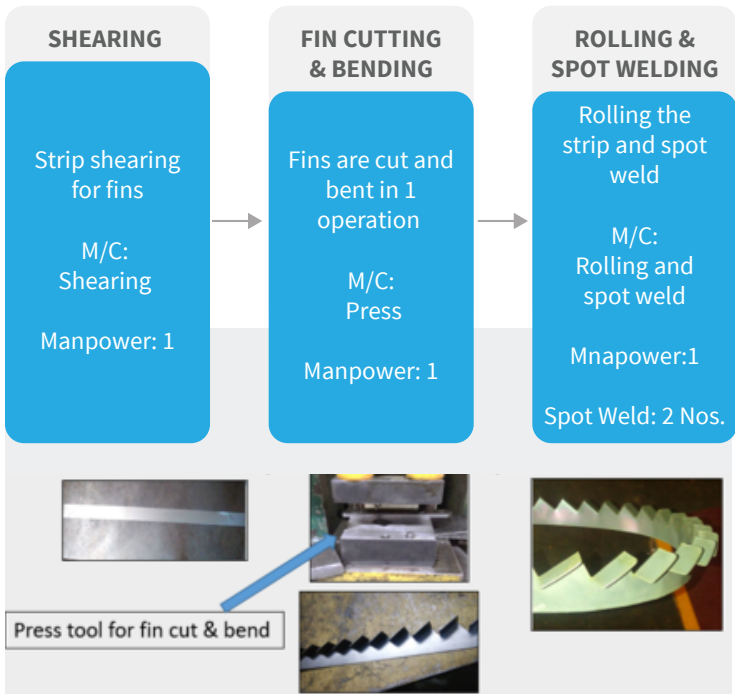 SHEARING
Strip shearing
for fins
M/C:
Shearing
Manpower: 1
FIN CUTTING
& BENDING
Fins are cut and
bent in 1
operation
M/C:
Press
Manpower: 1
ROLLING &
SPOT WELDING
Rolling the
strip and spot
weld
M/C:
Rolling and
spot weld
Mnapower:1
Spot Weld: 2 Nos.
Press tool for fin cut & bend